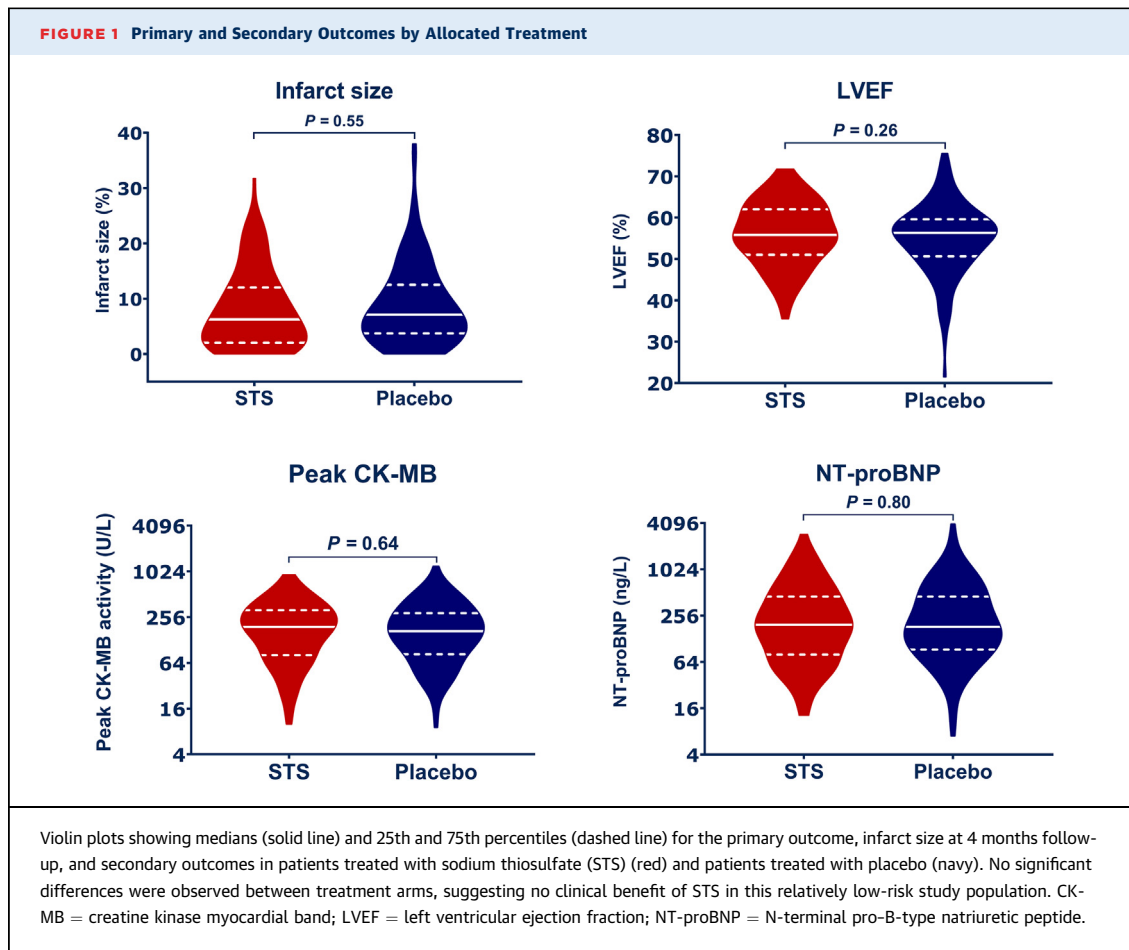 FIGURE 1 Primary and Secondary Outcomes by Allocated Treatment
Infarct size
P = 0.55
Infarct size (%)
40
30
20
10
0
STS
Placebo
LVEF
P = 0.26
LVEF (%)
80
70
60
50
40
30
20
STS
Placebo
Peak CK-MB
P = 0.64
Peak CK-MB activity (U/L)
4096
1024
256
64
16
4
STS
Placebo
NT-proBNP
P = 0.80
NT-proBNP (ng/L)
4096
1024
256
64
16
4
STS
Placebo
Violin plots showing medians (solid line) and 25th and 75th percentiles (dashed line) for the primary outcome, infarct size at 4 months follow-
up, and secondary outcomes in patients treated with sodium thiosulfate (STS) (red) and patients treated with placebo (navy). No significant
differences were observed between treatment arms, suggesting no clinical benefit of STS in this relatively low-risk study population. CK-
MB = creatine kinase myocardial band; LVEF = left ventricular ejection fraction; NT-proBNP = N-terminal pro–B-type natriuretic peptide.